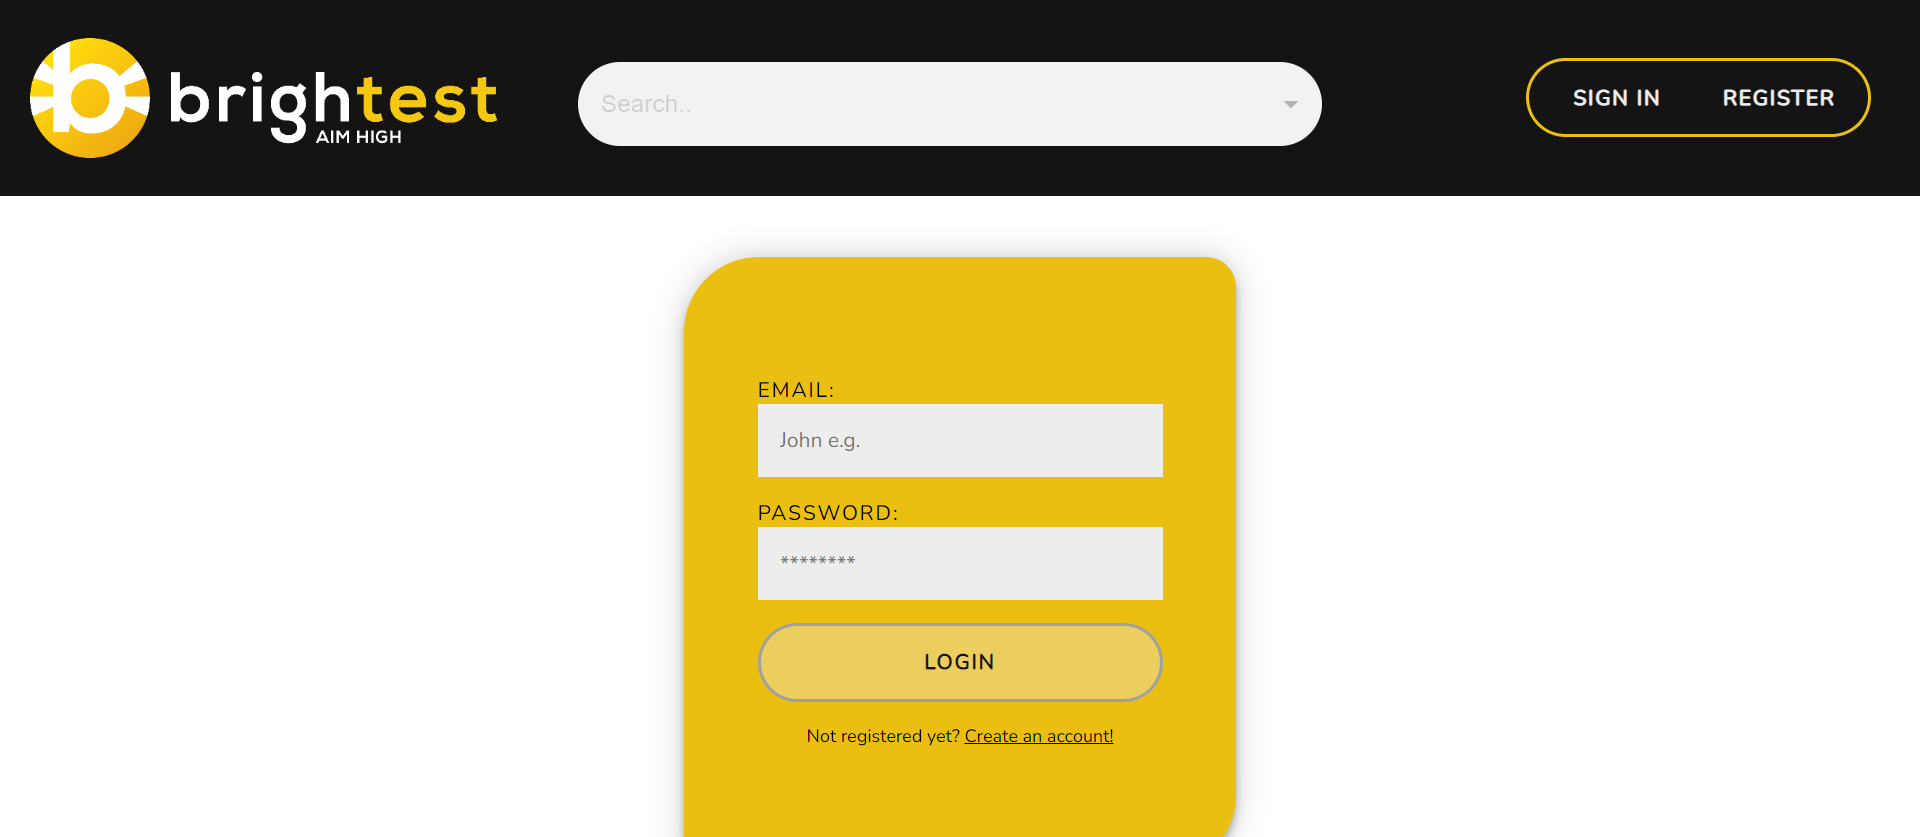 brightest
AIM HIGH
Search..
SIGN IN REGISTER
EMAIL:
John e.g.
PASSWORD:
********
LOGIN
Not registered yet? Create an account!